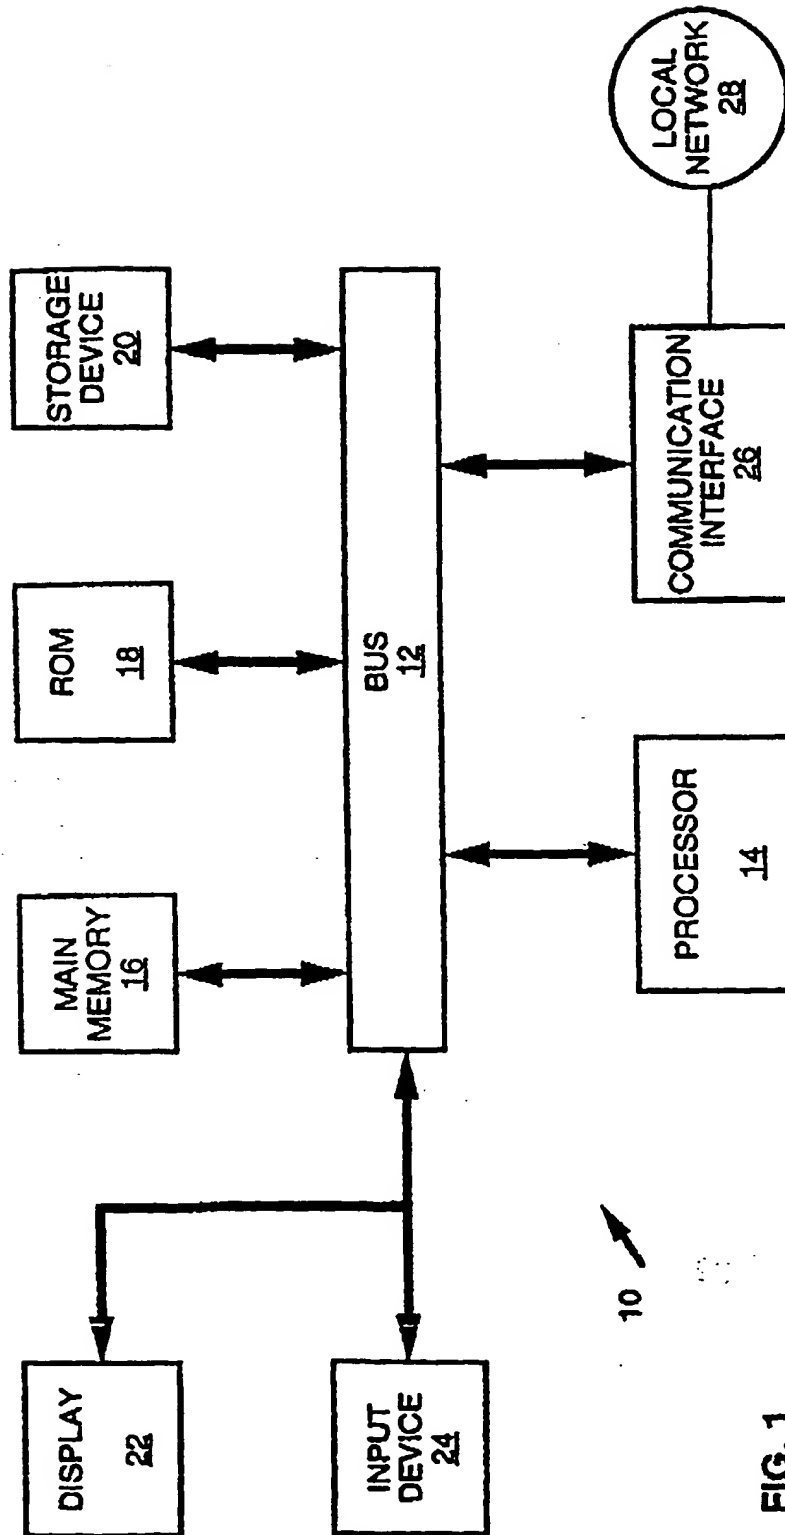 DISPLAY
22
INPUT
DEVICE
24
MAIN
MEMORY
16
ROM
18
STORAGE
DEVICE
20
BUS
12
PROCESSOR
14
COMMUNICATION
INTERFACE
26
LOCAL
NETWORK
28
10
FIG. 1